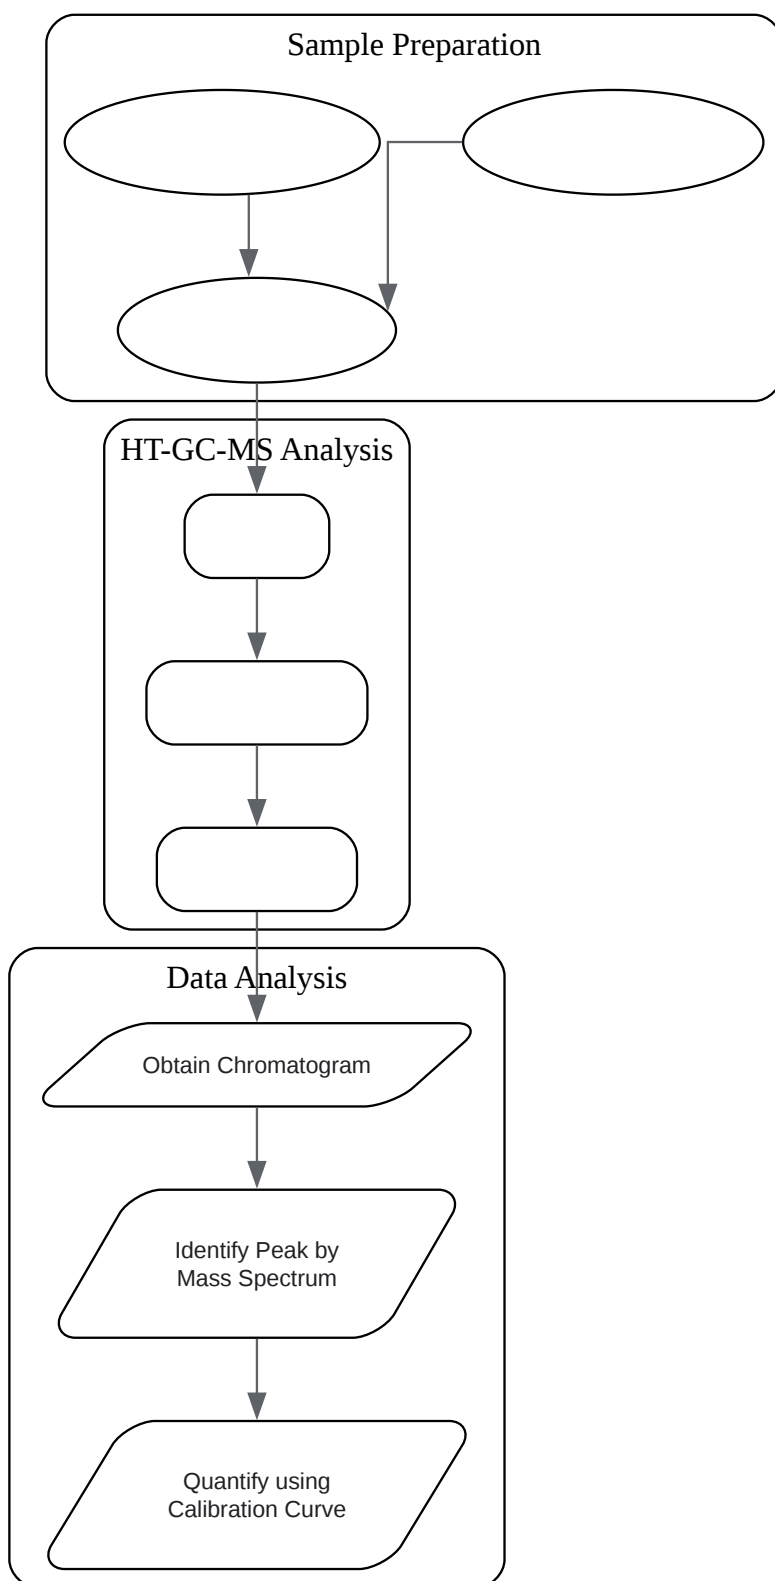 Sample Preparation
HT-GC-MS Analysis
Data Analysis
Obtain Chromatogram
Identify Peak by
Mass Spectrum
Quantify using
Calibration Curve